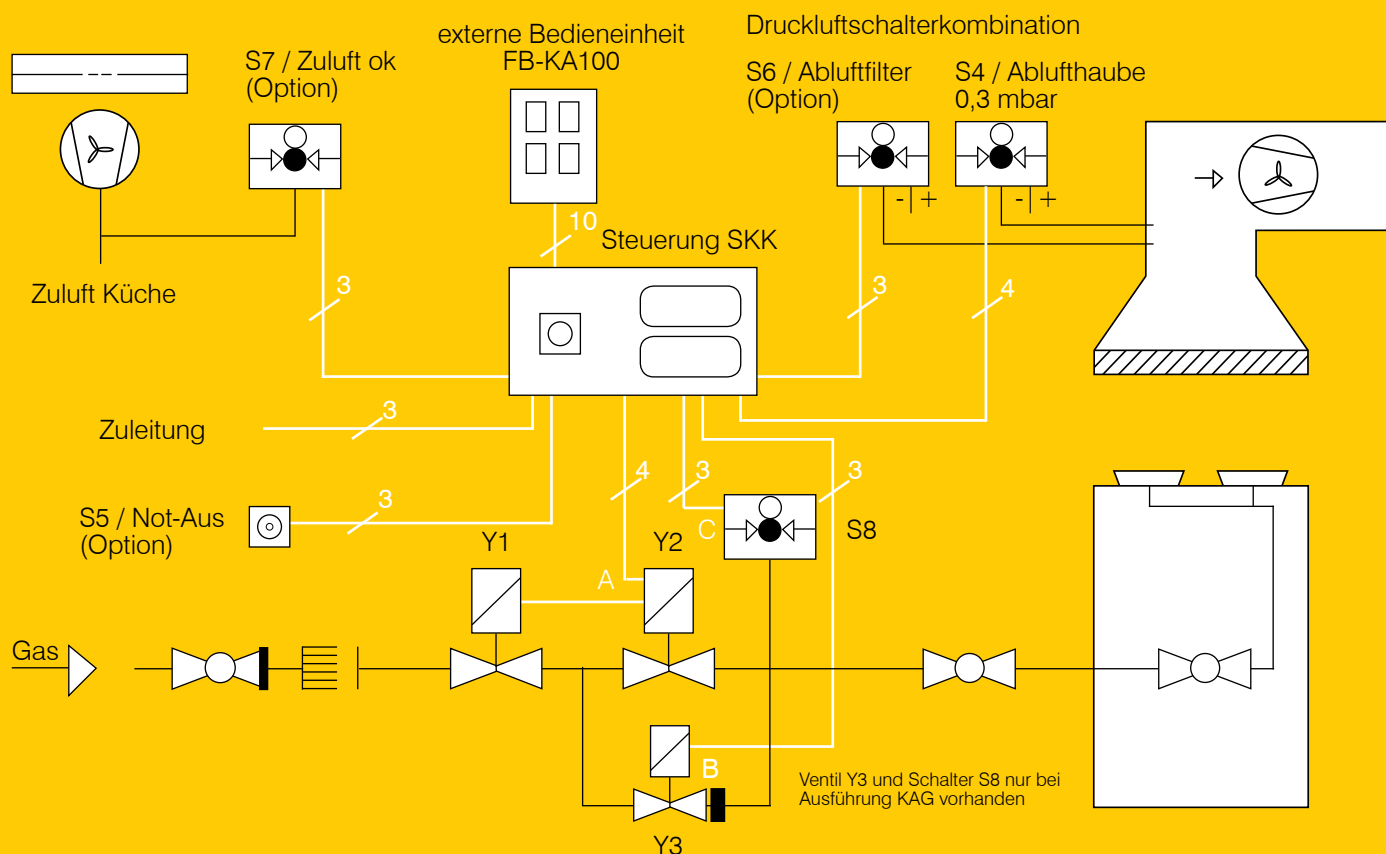 Druckluftschalterkombination
externe Bedieneinheit
FB-KA100
S7 / Zuluft ok
(Option)
S6 / Abluftfilter
(Option)
S4 / Ablufthaube
0,3 mbar
- +
- +
10
Steuerung SKK
Zuluft Küche
3
3
4
Zuleitung
3
4
3
3
S5 / Not-Aus
(Option)
3
C
S8
Y1
Y2
A
Gas
B
Ventil Y3 und Schalter S8 nur bei
Ausführung KAG vorhanden
Y3